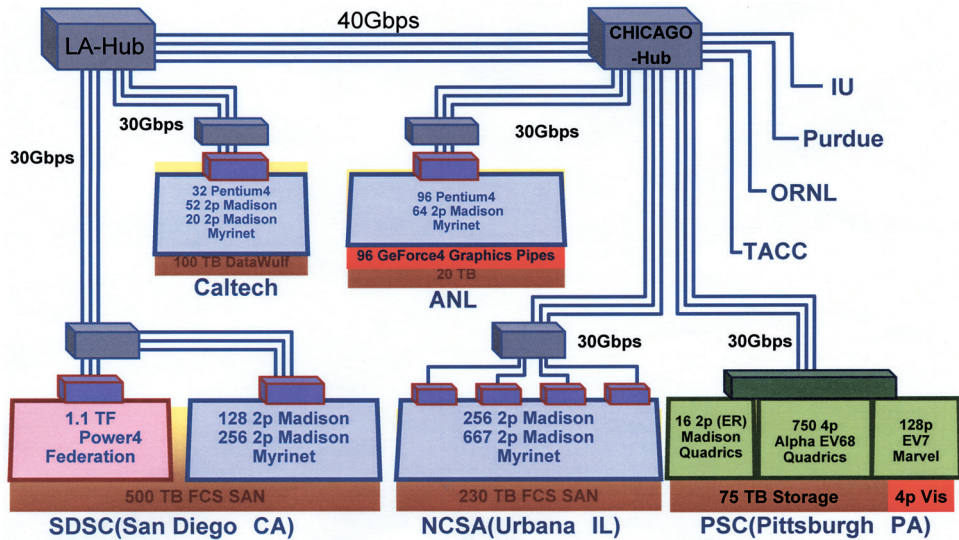 40Gbps
LA-Hub
CHICAGO
-Hub
IU
Purdue
ORNL
TACC
30Gbps
30Gbps
30Gbps
32 Pentium4
52 2p Madison
20 2p Madison
Myrinet
100 TB DataWulf
Caltech
96 Pentium4
64 2p Madison
Myrinet
96 GeForce4 Graphics Pipes
20 TB
ANL
30Gbps
30Gbps
1.1 TF
Power4
Federation
128 2p Madison
256 2p Madison
Myrinet
500 TB FCS SAN
SDSC(San Diego CA)
256 2p Madison
667 2p Madison
Myrinet
230 TB FCS SAN
NCSA(Urbana IL)
16 2p (ER)
Madison
Quadrics
750 4p
Alpha EV68
Quadrics
128p
EV7
Marvel
75 TB Storage
4p Vis
PSC(Pittsburgh PA)